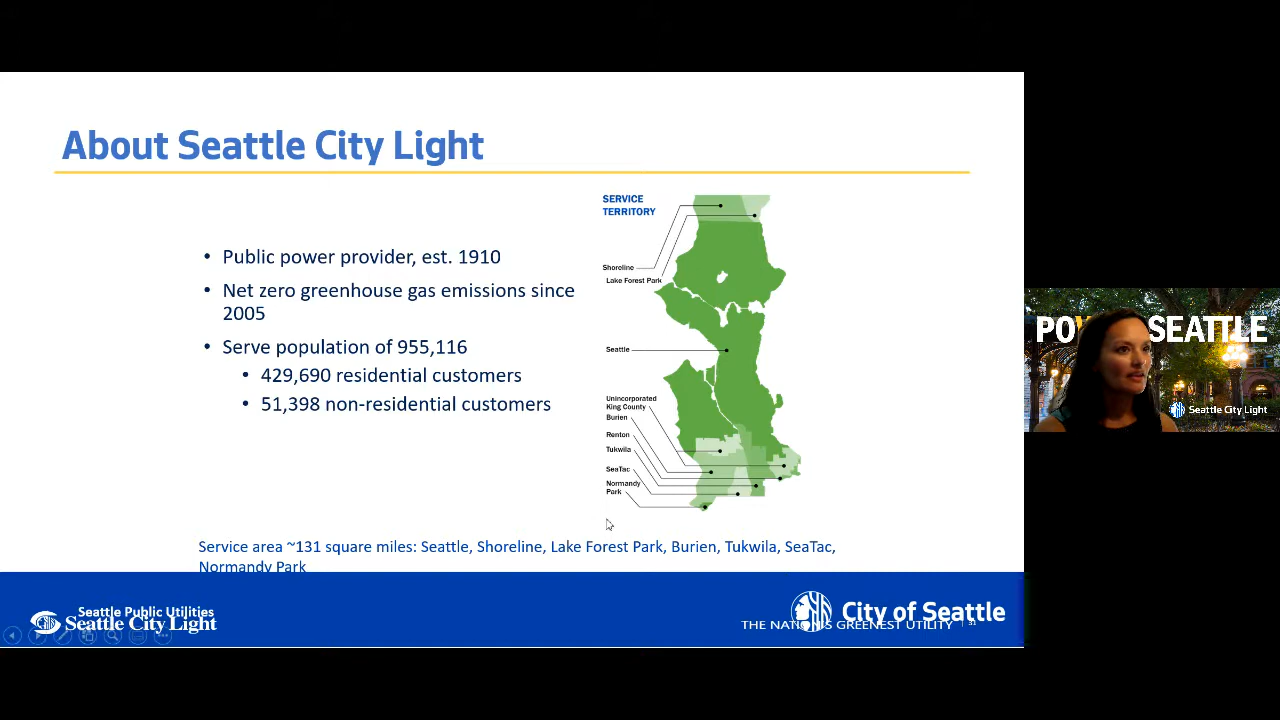 About Seattle City Light
• Public power provider, est. 1910
• Net zero greenhouse gas emissions since
2005
• Serve population of 955,116
• 429,690 residential customers
• 51,398 non-residential customers
SERVICE
TERRITORY
Shoreline
Lake Forest Park
Seattle
Unincorporated
King County
Burien
Renton
Tukwila
SeaTac
Normandy
Park
Service area ~131 square miles: Seattle, Shoreline, Lake Forest Park, Burien, Tukwila, SeaTac,
Normandy Park
Seattle Public Utilities
Seattle City Light
City of Seattle
THE NATION'S GREENEST UTILITY | 31
SEATTLE
Seattle City Light